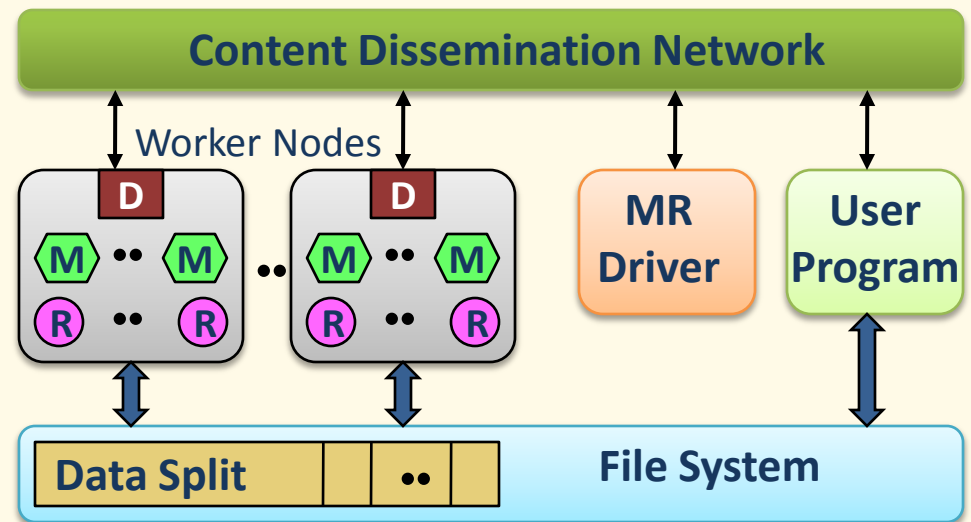 Content Dissemination Network
Worker Nodes
D
D
M •• M
•• 
M •• M
R •• R
R •• R
MR
Driver
User
Program
Data Split
••
File System